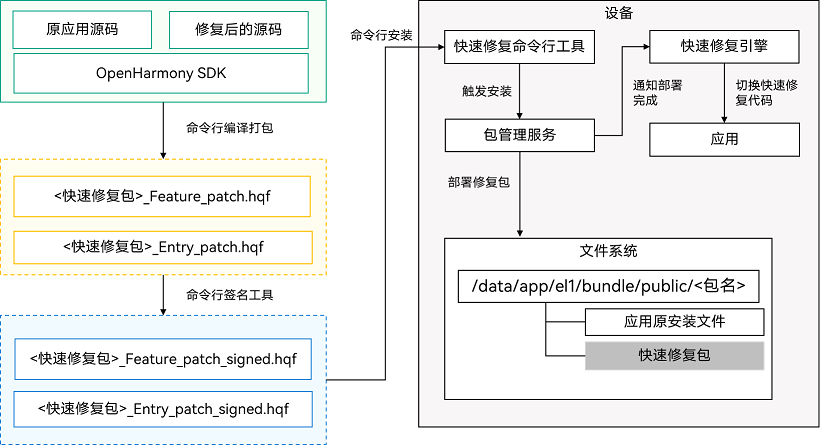 原应用源码
修复后的源码
OpenHarmony SDK
命令行编译打包
<快速修复包>_Feature_patch.hqf
<快速修复包>_Entry_patch.hqf
命令行签名工具
<快速修复包>_Feature_patch_signed.hqf
<快速修复包>_Entry_patch_signed.hqf
命令行安装
设备
快速修复命令行工具
快速修复引擎
触发安装
通知部署
完成
切换快速修
复代码
包管理服务
应用
部署修复包
文件系统
/data/app/el1/bundle/public/<包名>
应用原安装文件
快速修复包